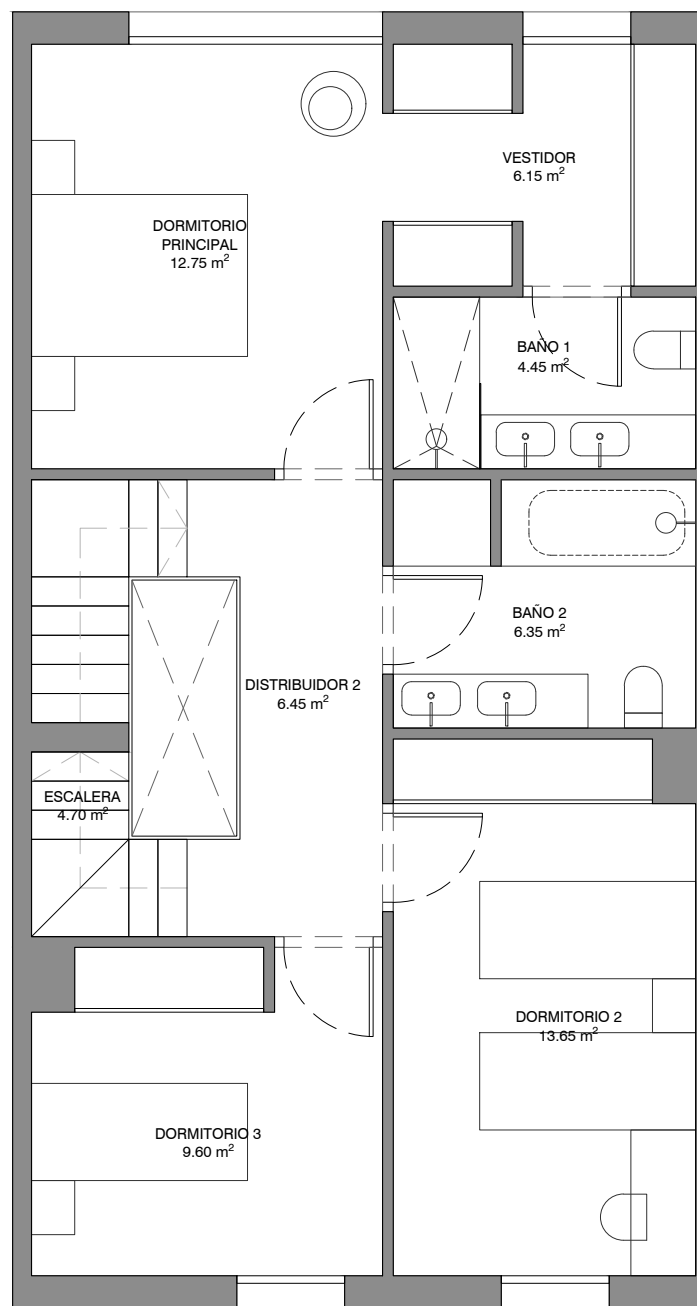 VESTIDOR
6.15 m²
DORMITORIO
PRINCIPAL
12.75 m²
BAÑO 1
4.45 m²
BAÑO 2
6.35 m²
DISTRIBUIDOR 2
6.45 m²
ESCALERA
4.70 m²
DORMITORIO 2
13.65 m²
DORMITORIO 3
9.60 m²